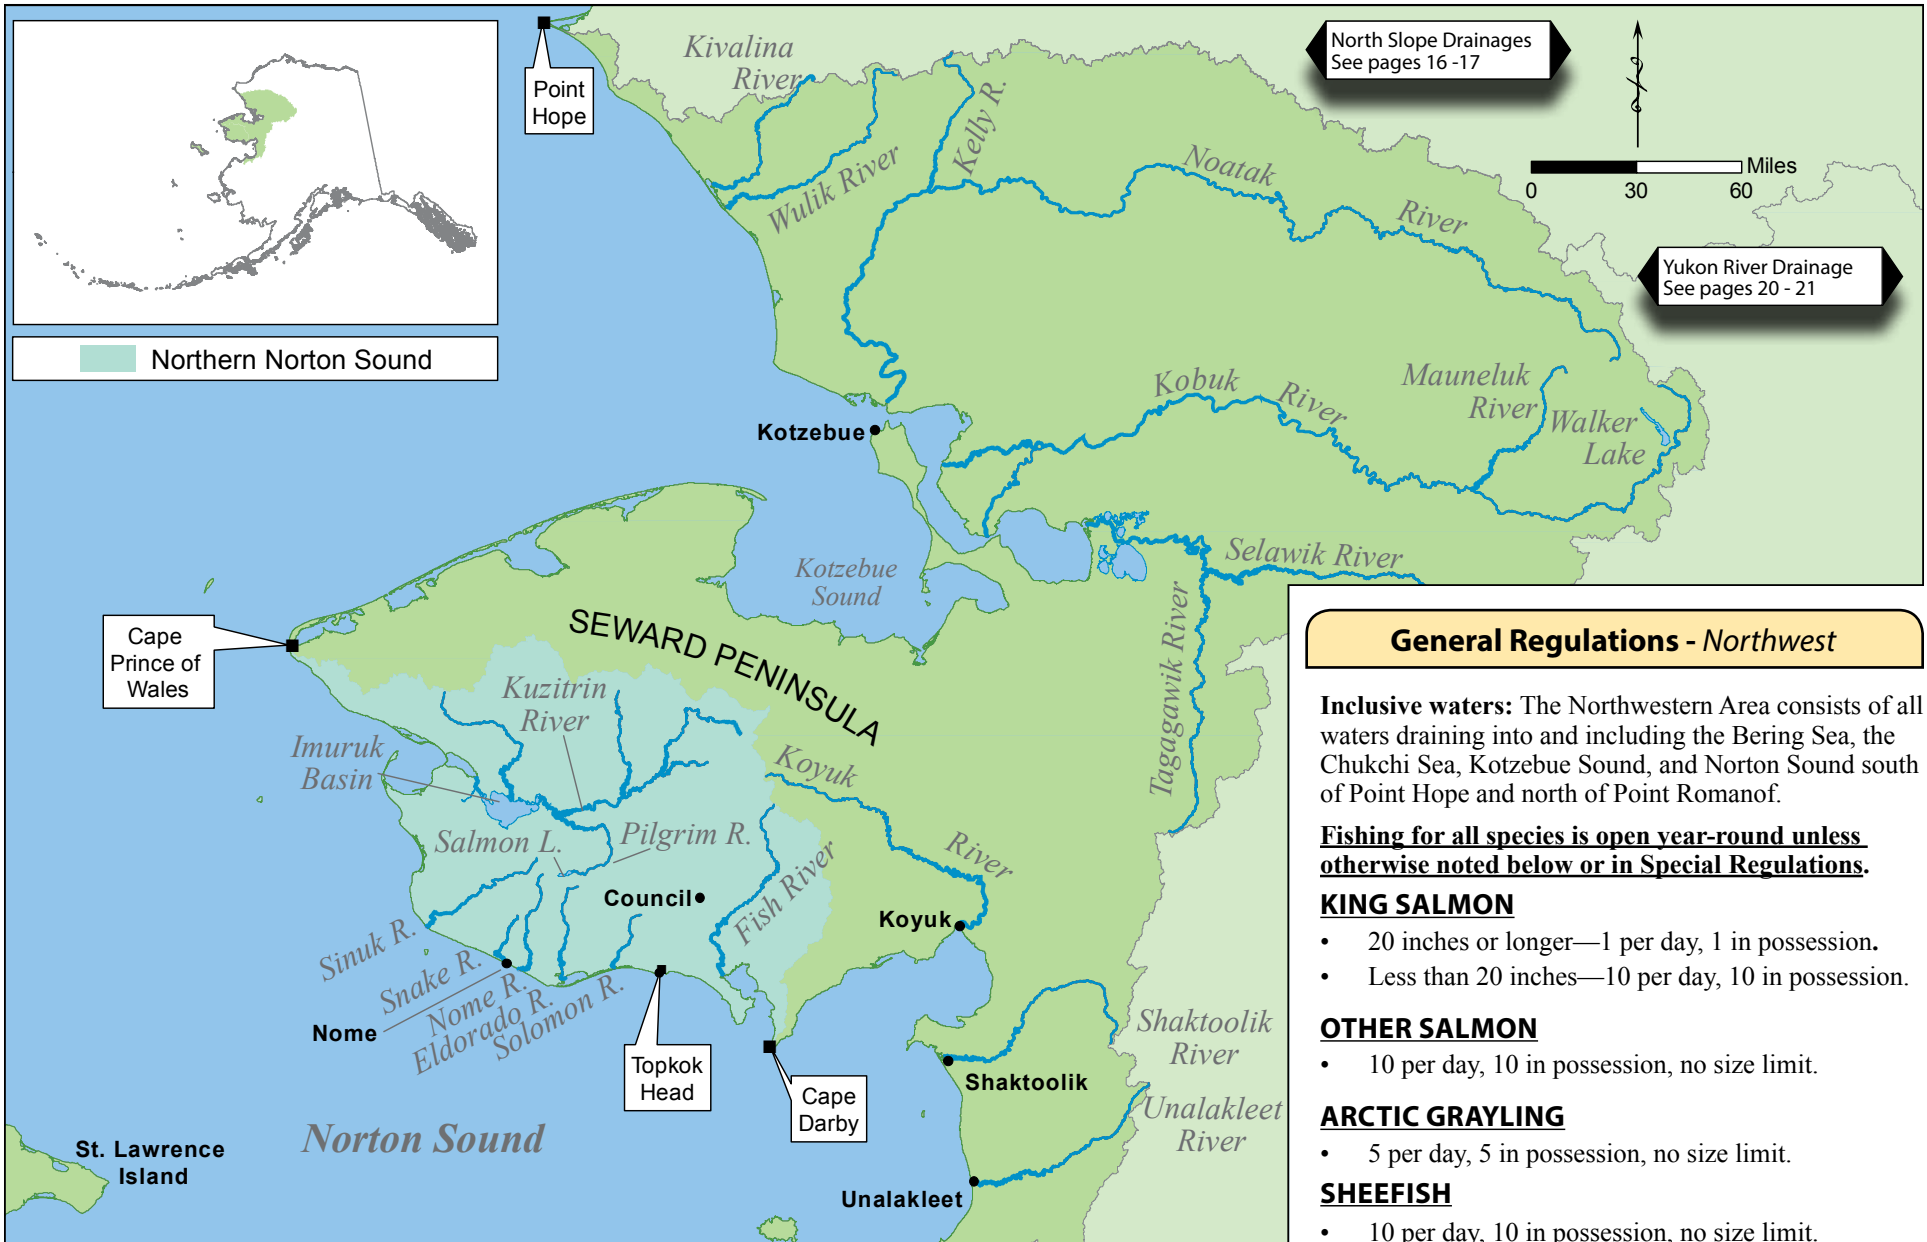 Kivalina
River
Point
Hope
Wulik River
Kelly R.
Noatak
River
North Slope Drainages
See pages 16 -17
Miles
0
30
60
Yukon River Drainage
See pages 20 - 21
Northern Norton Sound
Kotzebue
Kobuk
River
Mauneluk
River
Walker
Lake
Kotzebue
Sound
Selawik River
Tagagawik River
Cape
Prince of
Wales
SEWARD PENINSULA
Kuzitrin
River
Imuruk
Basin
Salmon L.
Pilgrim R.
Council
Fish River
Koyuk
River
Koyuk
Sinuk R.
Snake R.
Nome
Nome R.
Eldorado R.
Solomon R.
Topkok
Head
Cape
Darby
Shaktoolik
Shaktoolik
River
Unalakleet
River
Unalakleet
Norton Sound
St. Lawrence
Island
General Regulations - Northwest
Inclusive waters: The Northwestern Area consists of all
waters draining into and including the Bering Sea, the
Chukchi Sea, Kotzebue Sound, and Norton Sound south
of Point Hope and north of Point Romanof.
Fishing for all species is open year-round unless
otherwise noted below or in Special Regulations.
KING SALMON
• 20 inches or longer—1 per day, 1 in possession.
• Less than 20 inches—10 per day, 10 in possession.
OTHER SALMON
• 10 per day, 10 in possession, no size limit.
ARCTIC GRAYLING
• 5 per day, 5 in possession, no size limit.
SHEEFISH
• 10 per day, 10 in possession, no size limit.